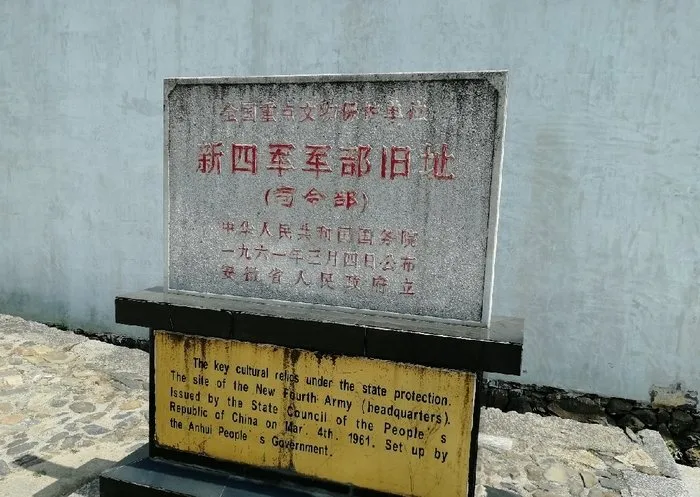 全国重点文物保护单位
新四军军部旧址
(司令部)
中华人民共和国国务院
一九六一年三月四日公布
安徽省人民政府立
The key cultural relics under the state protection.
The site of the New Fourth Army (headquarters).
Issued by the State Council of the People s
Republic of China on Mar. 4th. 1961. Set up by
the Anhui People s Government.